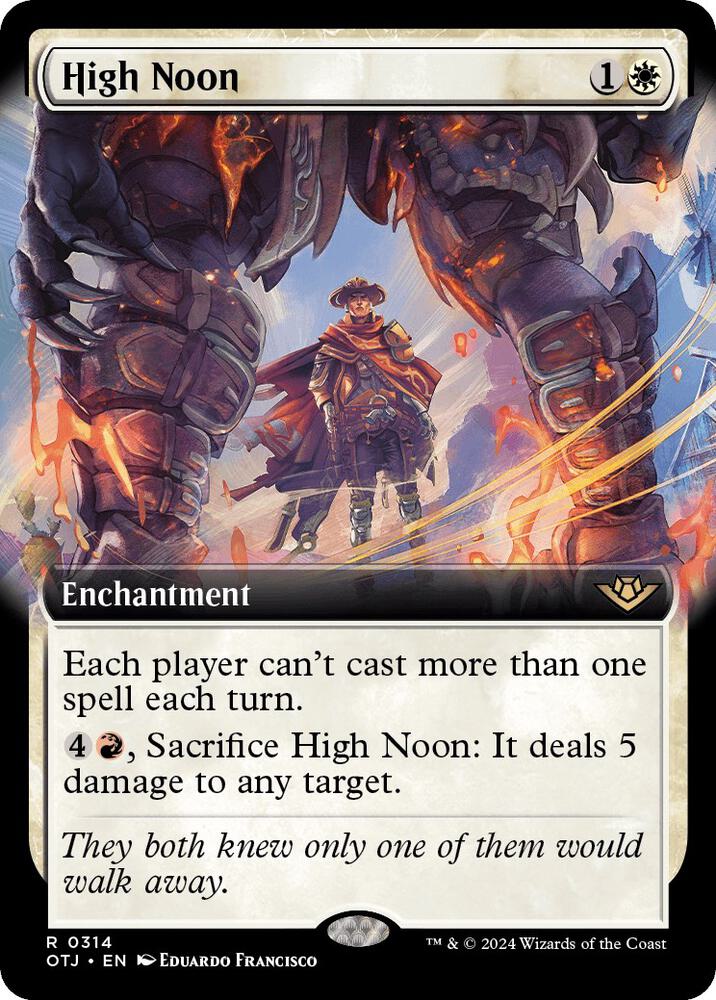 High Noon 1
Enchantment
Each player can't cast more than one
spell each turn.
4 , Sacrifice High Noon: It deals 5
damage to any target.
They both knew only one of them would
walk away.
R 0314
OTJ • EN Eduardo Francisco
™ & © 2024 Wizards of the Coast